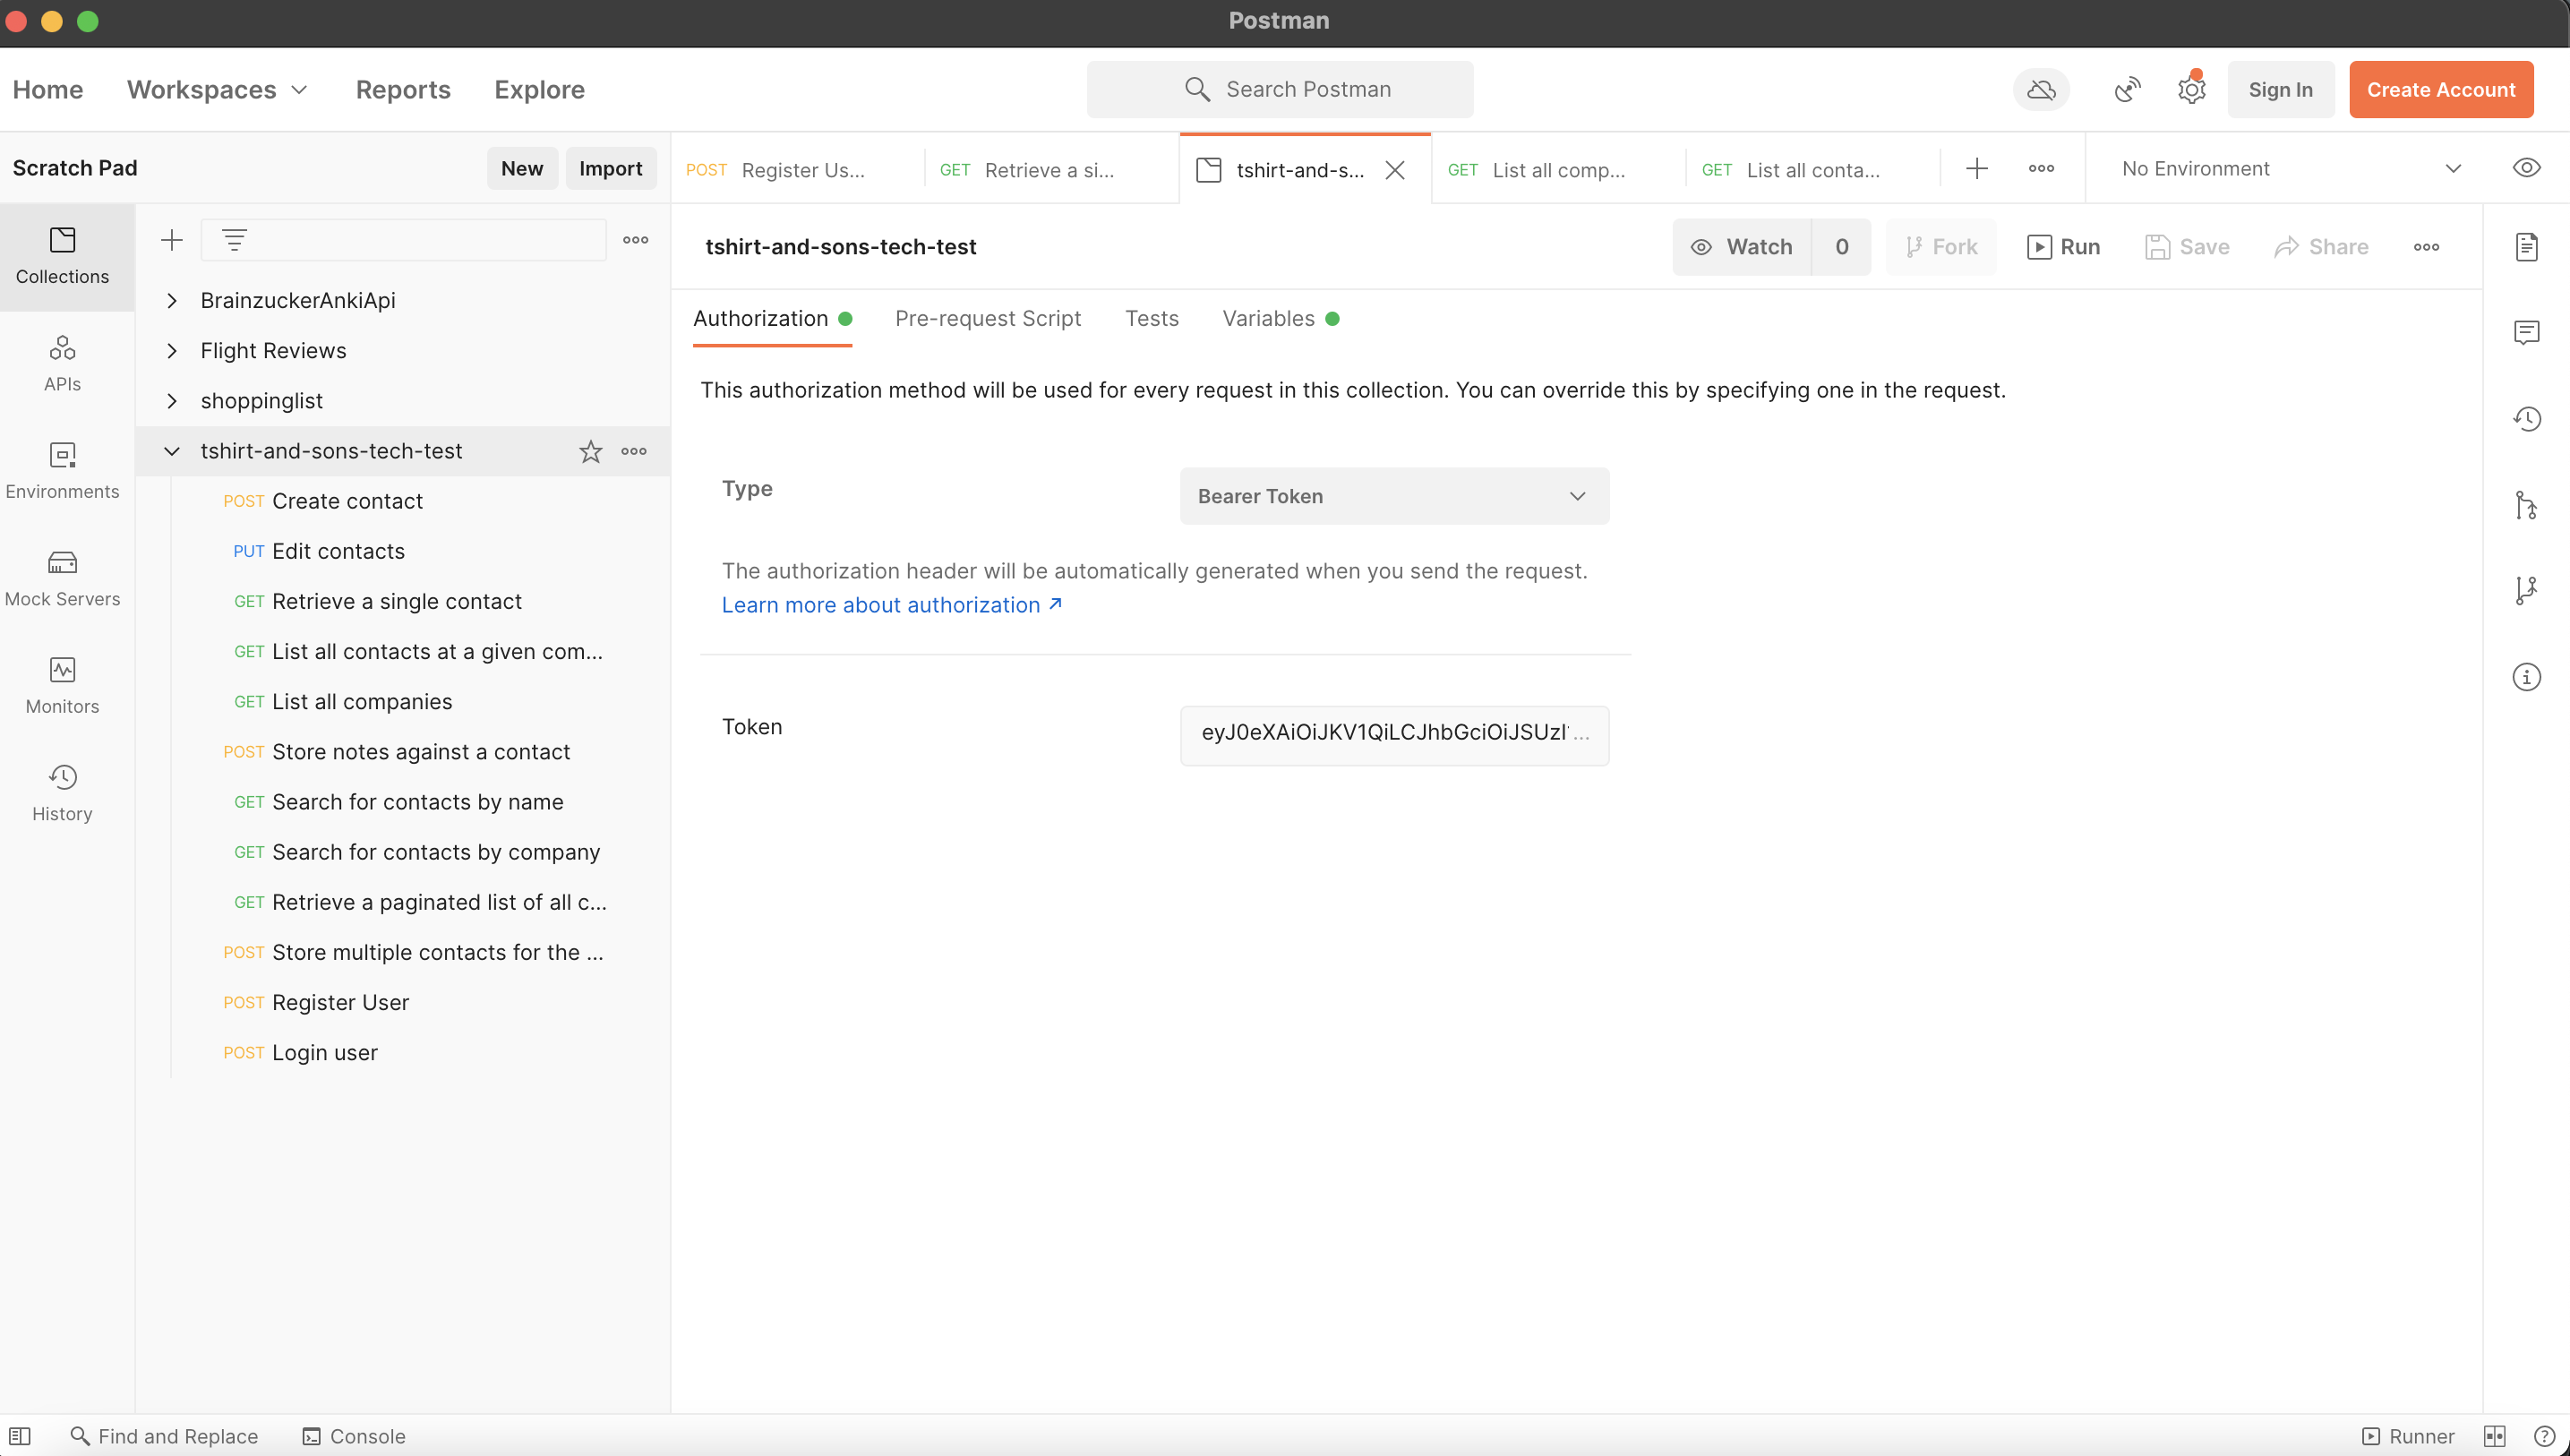 Postman
Home Workspaces Reports Explore Search Postman Sign In Create Account
Scratch Pad New Import
POST Register Us... GET Retrieve a si... tshirt-and-s... GET List all comp... GET List all conta... No Environment
Collections
APIs
Environments
Mock Servers
Monitors
History
BrainzuckerAnkiApi
Flight Reviews
shoppinglist
tshirt-and-sons-tech-test
POST Create contact
PUT Edit contacts
GET Retrieve a single contact
GET List all contacts at a given com...
GET List all companies
POST Store notes against a contact
GET Search for contacts by name
GET Search for contacts by company
GET Retrieve a paginated list of all c...
POST Store multiple contacts for the ...
POST Register User
POST Login user
tshirt-and-sons-tech-test Watch 0 Fork Run Save Share
Authorization Pre-request Script Tests Variables
This authorization method will be used for every request in this collection. You can override this by specifying one in the request.
Type Bearer Token
The authorization header will be automatically generated when you send the request.
Learn more about authorization ↗
Token eyJ0eXAiOiJKV1QiLCJhbGciOiJSUzI ...
Find and Replace Console Runner